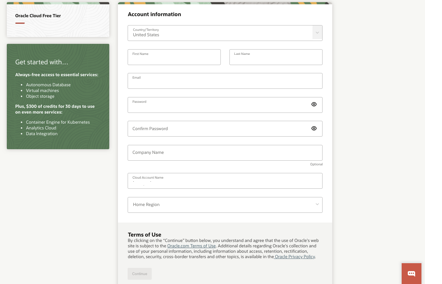 Oracle Cloud Free Tier
Get started with...
Always-free access to essential services:
Autonomous Database
Virtual machines
Object storage
Plus, $300 of credits for 30 days to use
on even more services:
Container Engine for Kubernetes
Analytics Cloud
Data Integration
Account information
Country/Territory
United States
First Name
Last Name
Email
Password
Confirm Password
Company Name
Optional
Cloud Account Name
Home Region
Terms of Use
By clicking on the "Continue" button below, you understand and agree that the use of Oracle's web
site is subject to the Oracle.com Terms of Use. Additional details regarding Oracle's collection and
use of your personal information, including information about access, retention, rectification,
deletion, security, cross-border transfers and other topics, is available in the Oracle Privacy Policy.
Continue